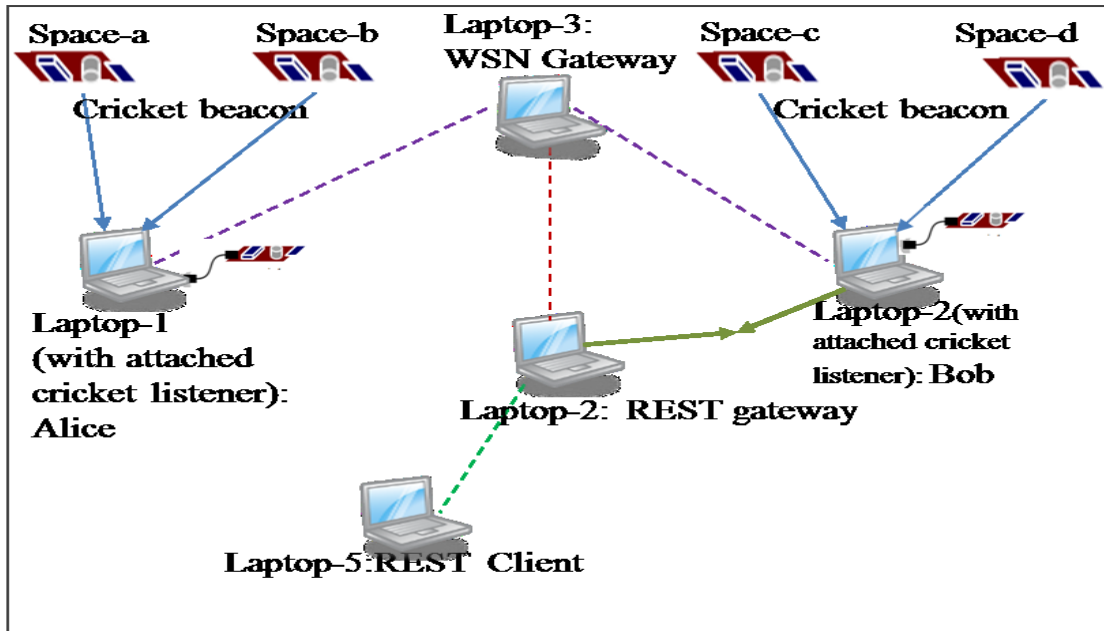 Space-a
Space-b
Laptop-3:
WSN Gateway
Space-c
Space-d
Cricket beacon
Cricket beacon
Laptop-1
(with attached
cricket listener):
Alice
Laptop-2(with
attached cricket
listener): Bob
Laptop-2: REST gateway
Laptop-5:REST Client